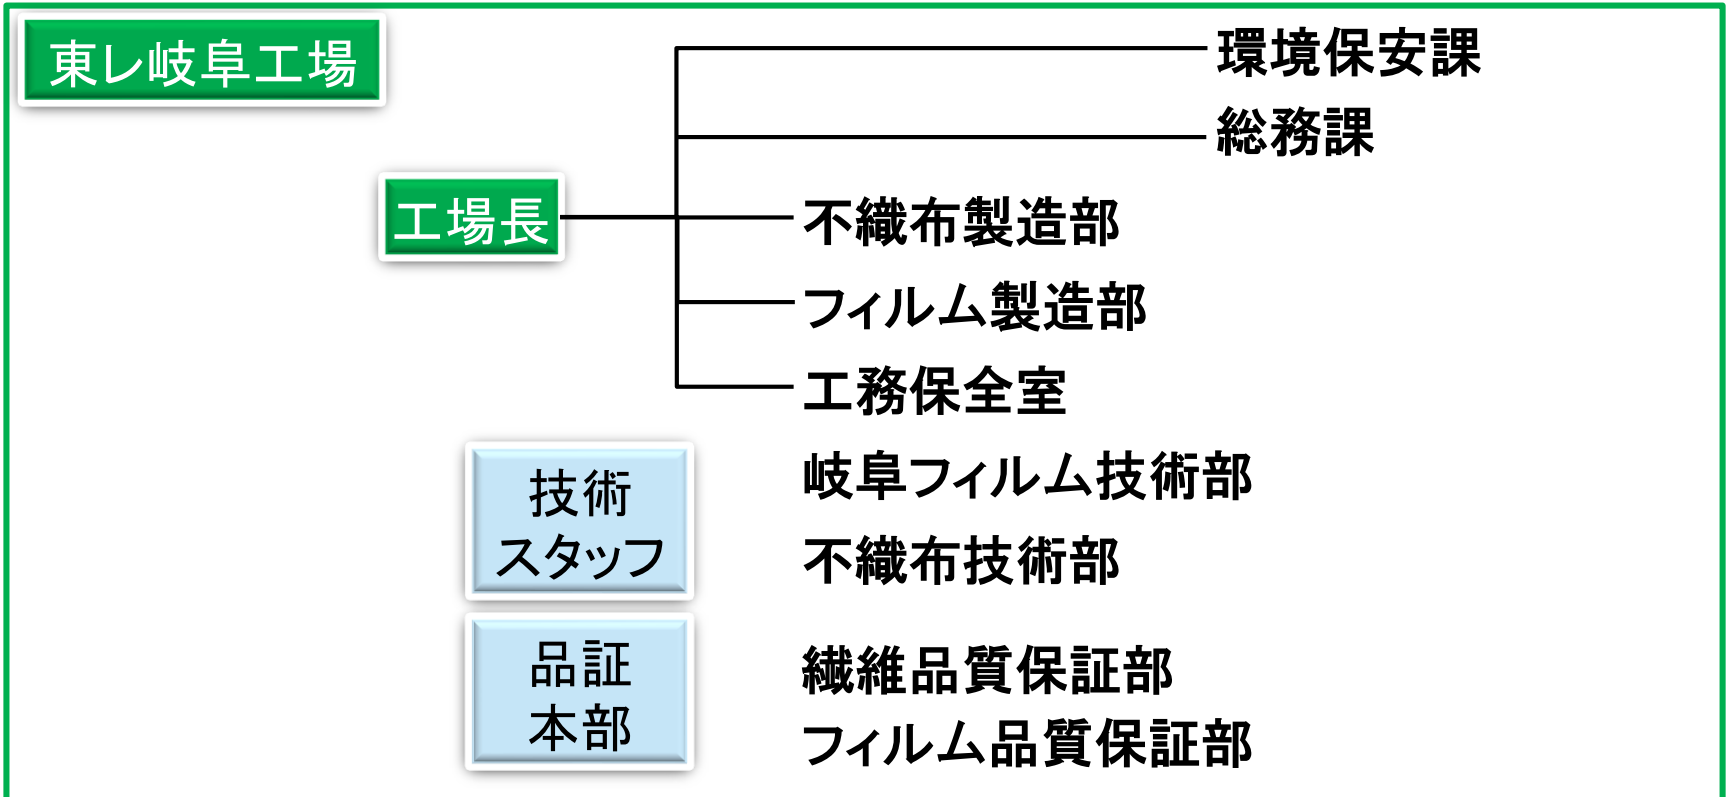 東レ岐阜工場
環境保安課
総務課
工場長
不織布製造部
フィルム製造部
工務保全室
技術
スタッフ
岐阜フィルム技術部
不織布技術部
品証
本部
繊維品質保証部
フィルム品質保証部